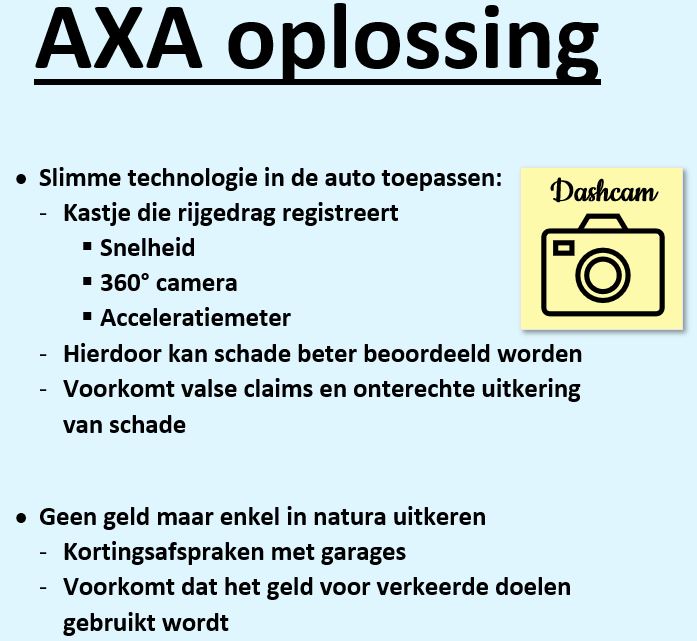 AXA oplossing
• Slimme technologie in de auto toepassen:
Dashcam
- Kastje die rijgedrag registreert
▪ Snelheid
▪ 360° camera
▪ Acceleratiemeter
- Hierdoor kan schade beter beoordeeld worden
- Voorkomt valse claims en onterechte uitkering
van schade
• Geen geld maar enkel in natura uitkeren
- Kortingsafspraken met garages
- Voorkomt dat het geld voor verkeerde doelen
gebruikt wordt